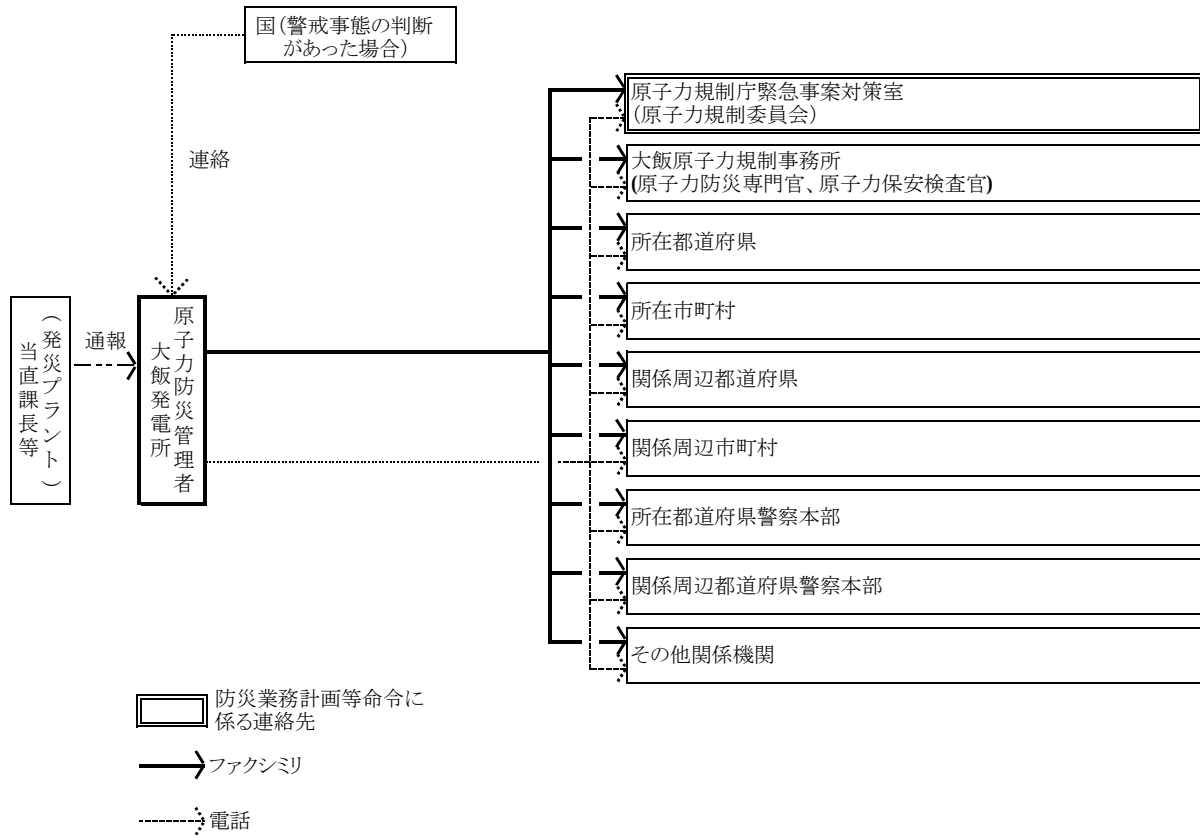 国(警戒事態の判断
があった場合)
連絡
(発災プラント)
当直課長等
通報
原子力防災管理者
大飯発電所
原子力規制庁緊急事案対策室
(原子力規制委員会)
大飯原子力規制事務所
(原子力防災専門官、原子力保安検査官)
所在都道府県
所在市町村
関係周辺都道府県
関係周辺市町村
所在都道府県警察本部
関係周辺都道府県警察本部
その他関係機関
防災業務計画等命令に
係る連絡先
ファクシミリ
電話